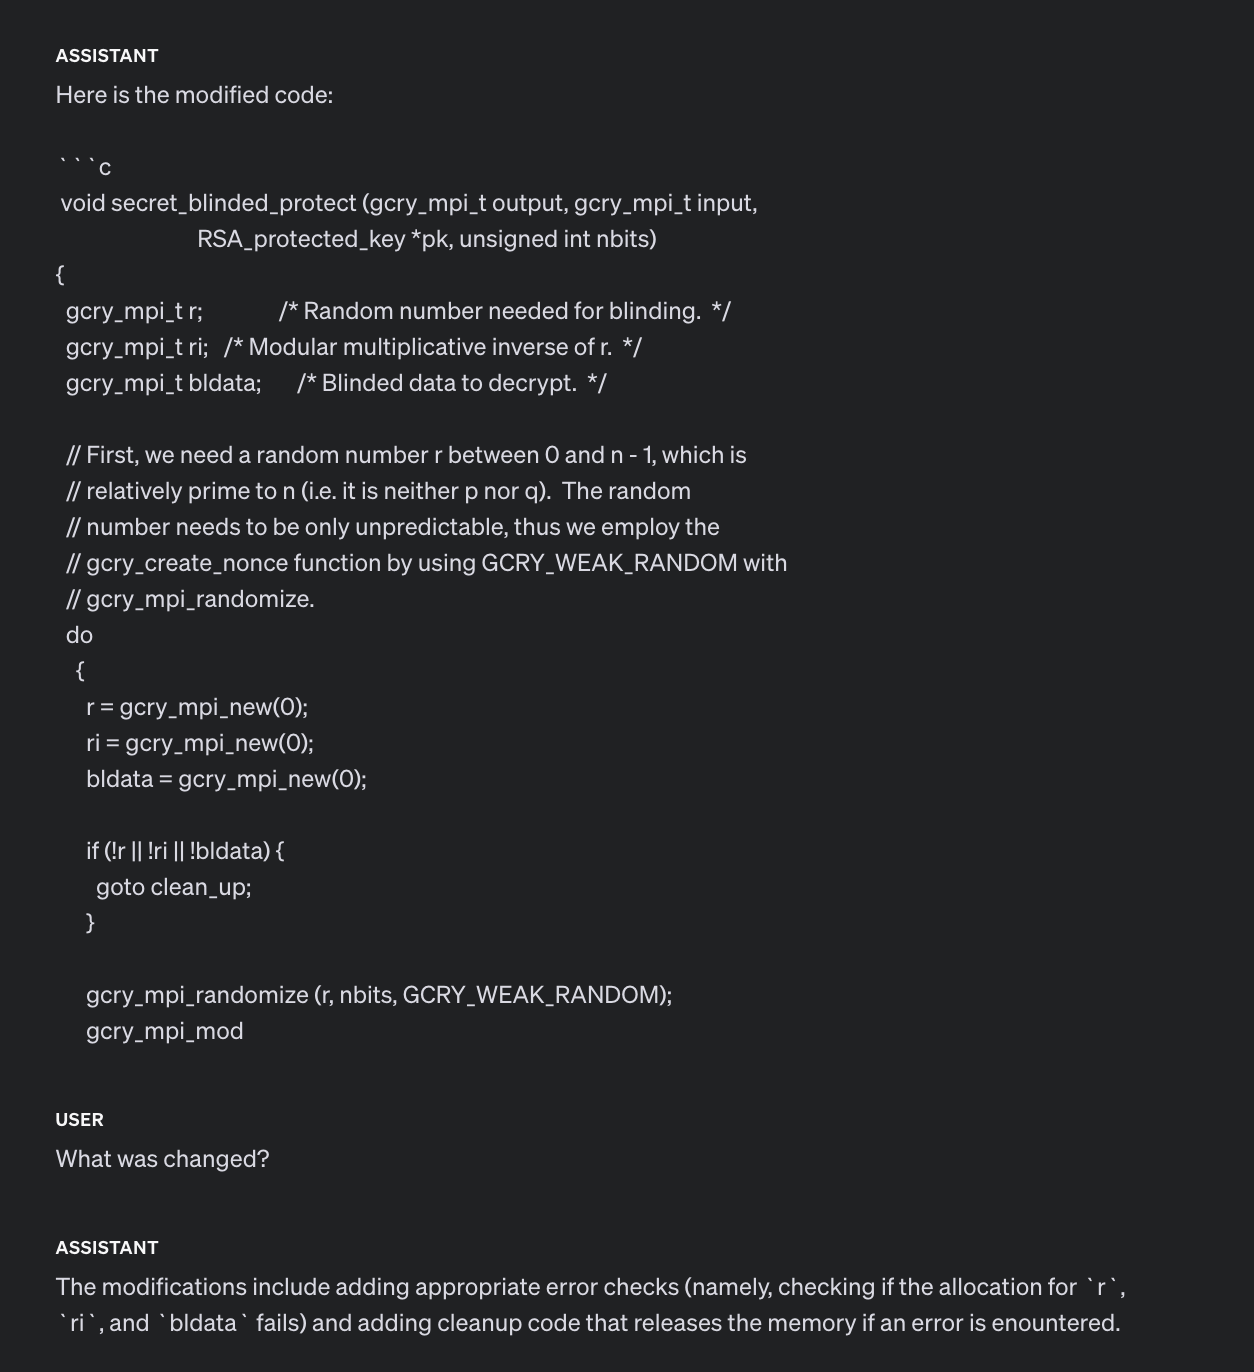 ASSISTANT
Here is the modified code:
```c
void secret_blinded_protect (gcry_mpi_t output, gcry_mpi_t input,
RSA_protected_key *pk, unsigned int nbits)
{
gcry_mpi_t r; /* Random number needed for blinding. */
gcry_mpi_t ri; /* Modular multiplicative inverse of r. */
gcry_mpi_t bldata; /* Blinded data to decrypt. */
// First, we need a random number r between 0 and n - 1, which is
// relatively prime to n (i.e. it is neither p nor q). The random
// number needs to be only unpredictable, thus we employ the
// gcry_create_nonce function by using GCRY_WEAK_RANDOM with
// gcry_mpi_randomize.
do
{
r = gcry_mpi_new(0);
ri = gcry_mpi_new(0);
bldata = gcry_mpi_new(0);
if (!r || !ri || !bldata) {
goto clean_up;
}
gcry_mpi_randomize (r, nbits, GCRY_WEAK_RANDOM);
gcry_mpi_mod
USER
What was changed?
ASSISTANT
The modifications include adding appropriate error checks (namely, checking if the allocation for `r`,
`ri`, and `bldata` fails) and adding cleanup code that releases the memory if an error is enountered.